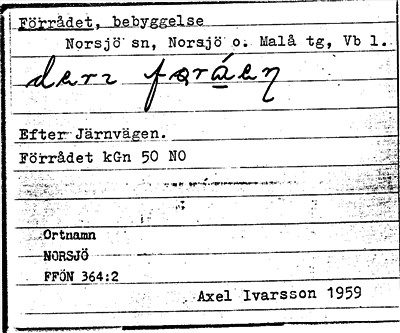 Förrådet, bebyggelse
Norsjö sn, Norsjö o. Malå tg, Vb l.
Efter Järnvägen.
Förrådet kGn 50 NO
Ortnamn
NORSJÖ
FFÖN 364:2
Axel Ivarsson 1959